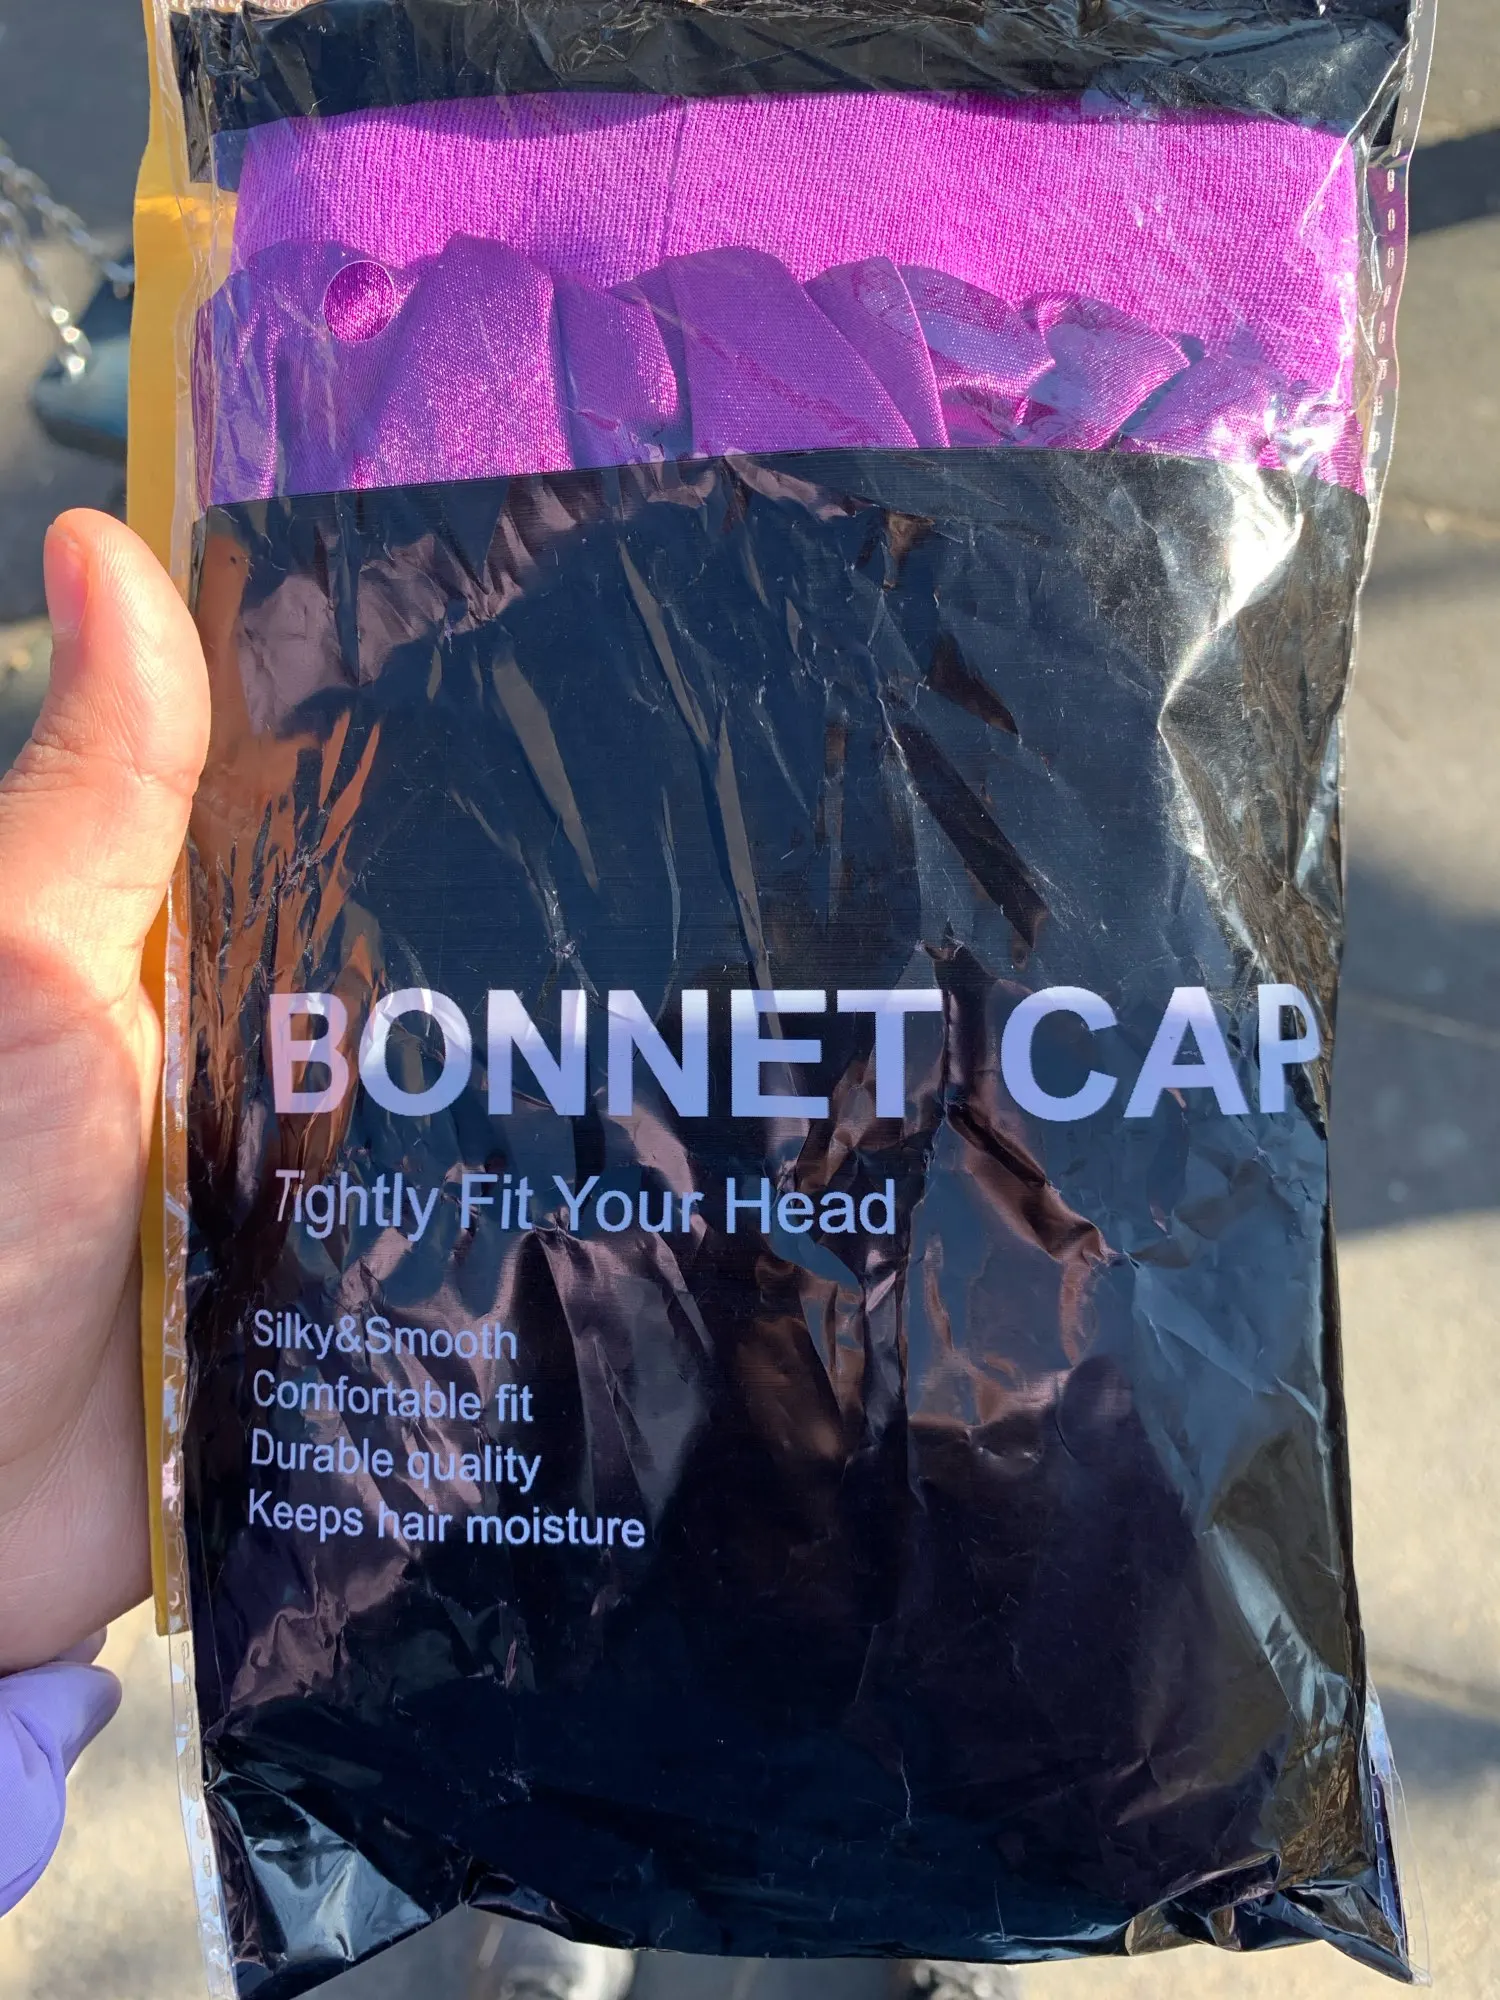 BONNET CAP
Tightly Fit Your Head
Silky&Smooth
Comfortable fit
Durable quality
Keeps hair moisture